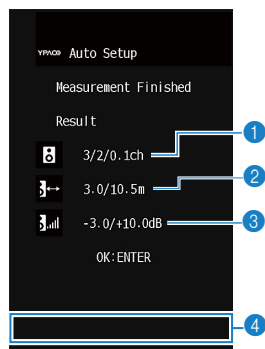 YPAO Auto Setup
Measurement Finished
Result
3/2/0.1ch
1
3.0/10.5m
2
-3.0/+10.0dB
3
OK:ENTER
4